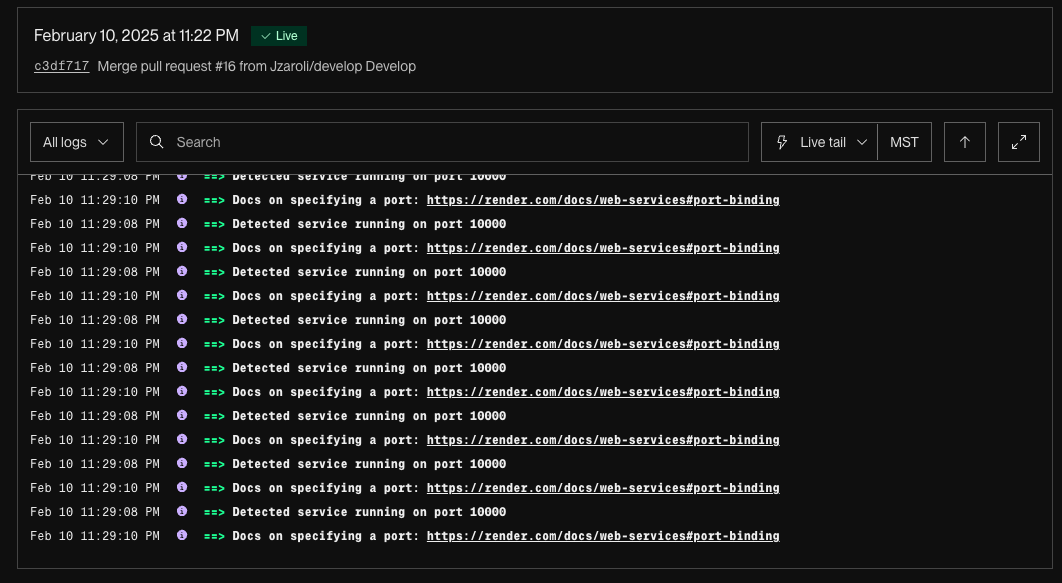 February 10, 2025 at 11:22 PM Live
c3df717 Merge pull request #16 from Jzaroli/develop Develop
All logs Search Live tail MST
Feb 10 11:29:08 PM ==> Detected service running on port 10000
Feb 10 11:29:10 PM ==> Docs on specifying a port: https://render.com/docs/web-services#port-binding
Feb 10 11:29:08 PM ==> Detected service running on port 10000
Feb 10 11:29:10 PM ==> Docs on specifying a port: https://render.com/docs/web-services#port-binding
Feb 10 11:29:08 PM ==> Detected service running on port 10000
Feb 10 11:29:10 PM ==> Docs on specifying a port: https://render.com/docs/web-services#port-binding
Feb 10 11:29:08 PM ==> Detected service running on port 10000
Feb 10 11:29:10 PM ==> Docs on specifying a port: https://render.com/docs/web-services#port-binding
Feb 10 11:29:08 PM ==> Detected service running on port 10000
Feb 10 11:29:10 PM ==> Docs on specifying a port: https://render.com/docs/web-services#port-binding
Feb 10 11:29:08 PM ==> Detected service running on port 10000
Feb 10 11:29:10 PM ==> Docs on specifying a port: https://render.com/docs/web-services#port-binding
Feb 10 11:29:08 PM ==> Detected service running on port 10000
Feb 10 11:29:10 PM ==> Docs on specifying a port: https://render.com/docs/web-services#port-binding
Feb 10 11:29:08 PM ==> Detected service running on port 10000
Feb 10 11:29:10 PM ==> Docs on specifying a port: https://render.com/docs/web-services#port-binding